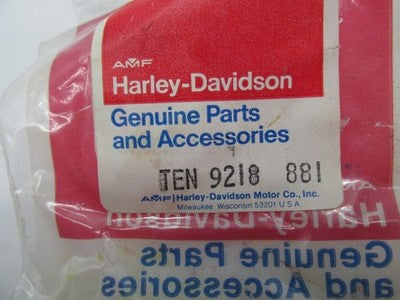 AMF
Harley-Davidson
Genuine Parts
and Accessories
TEN 9218 881
AMF | Harley-Davidson Motor Co., Inc.
Milwaukee Wisconsin 53201 U S A
Harley-Davidson
Genuine Parts
and Accessories